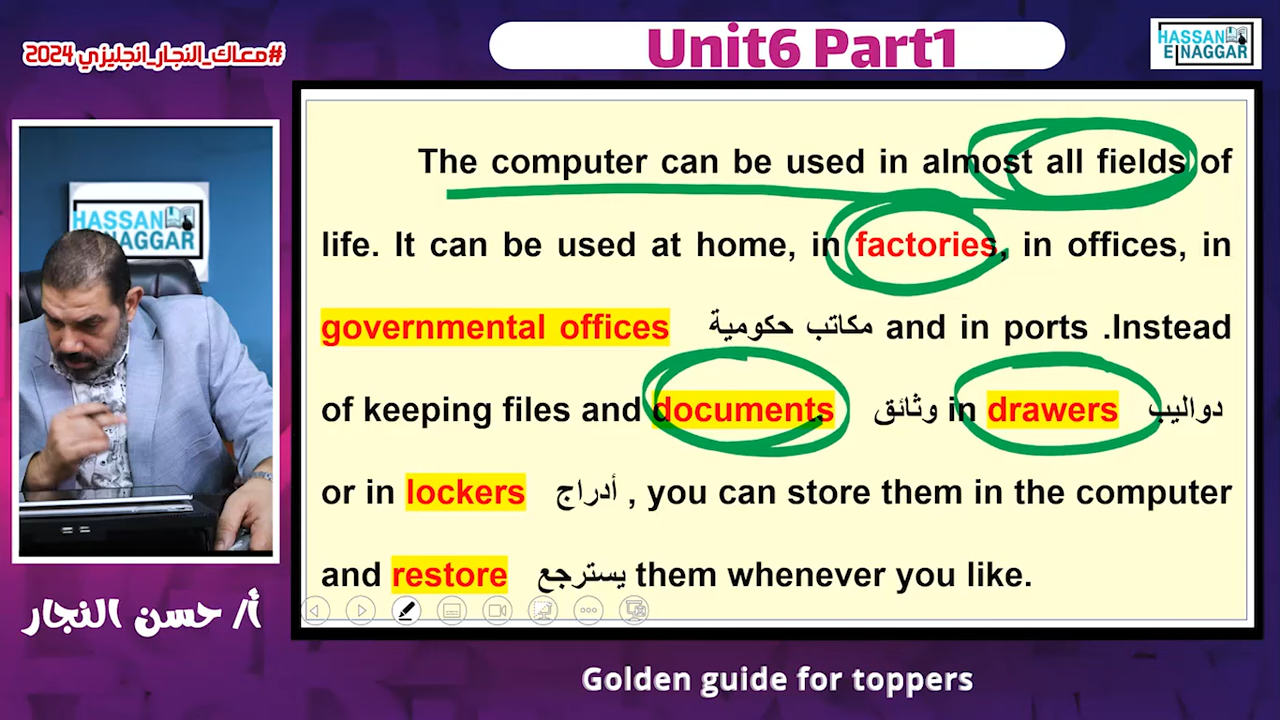 #معاك_النجار_انجليزي 2024
Unit6 Part1
HASSAN
ELNAGGAR
HASSAN
ELNAGGAR
The computer can be used in almost all fields of
life. It can be used at home, in factories, in offices, in
governmental offices مكاتب حكومية and in ports .Instead
of keeping files and documents وثائق in drawers دواليب
or in lockers أدراج , you can store them in the computer
and restore يسترجع them whenever you like.
أ/ حسن النجار
Golden guide for toppers